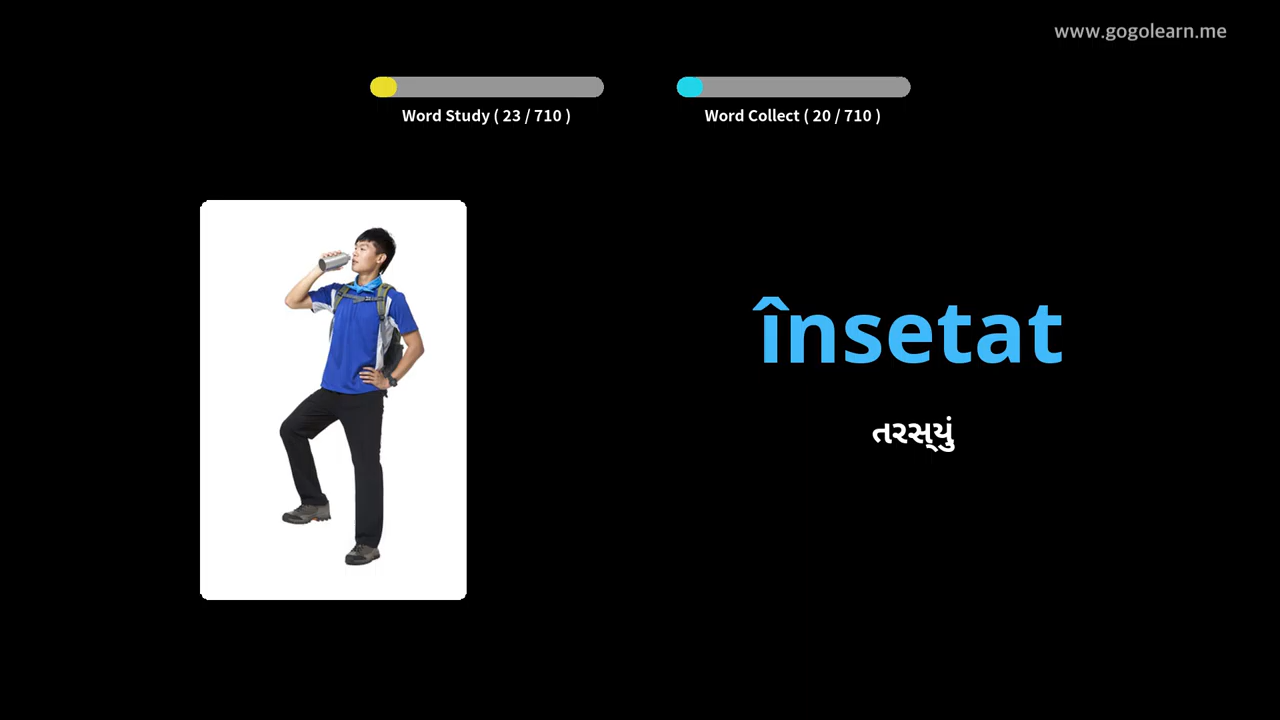 www.gogolearn.me
Word Study ( 23 / 710 )
Word Collect ( 20 / 710 )
însetat
તરસ્યું